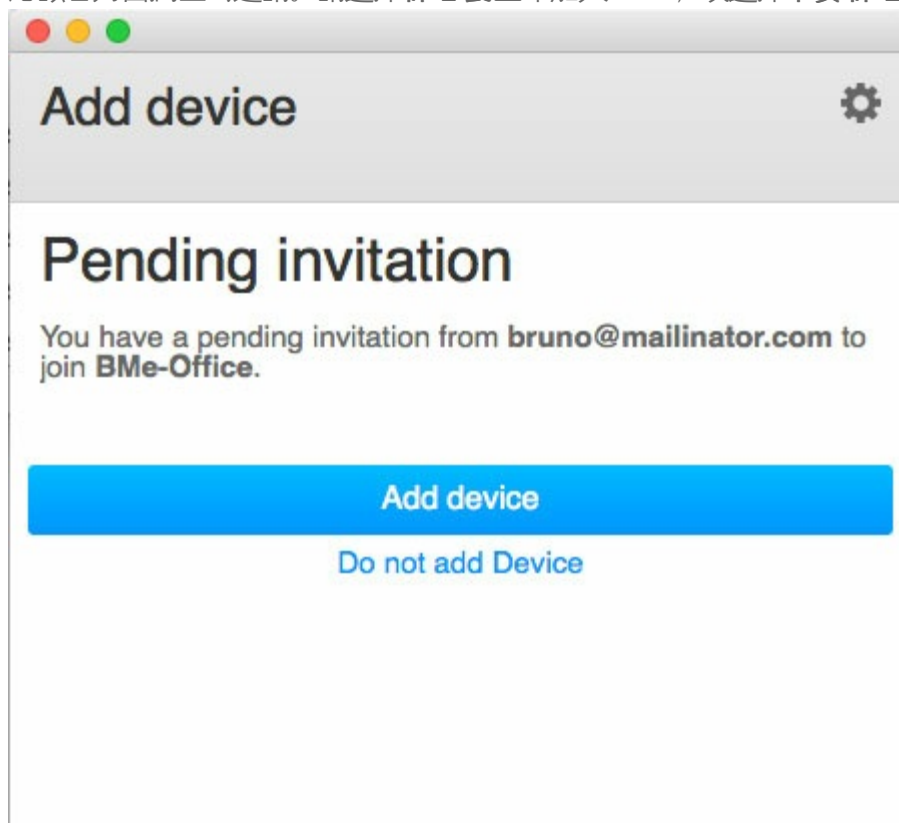 Add device
Pending invitation
You have a pending invitation from bruno@mailinator.com to
join BMe-Office.
Add device
Do not add Device